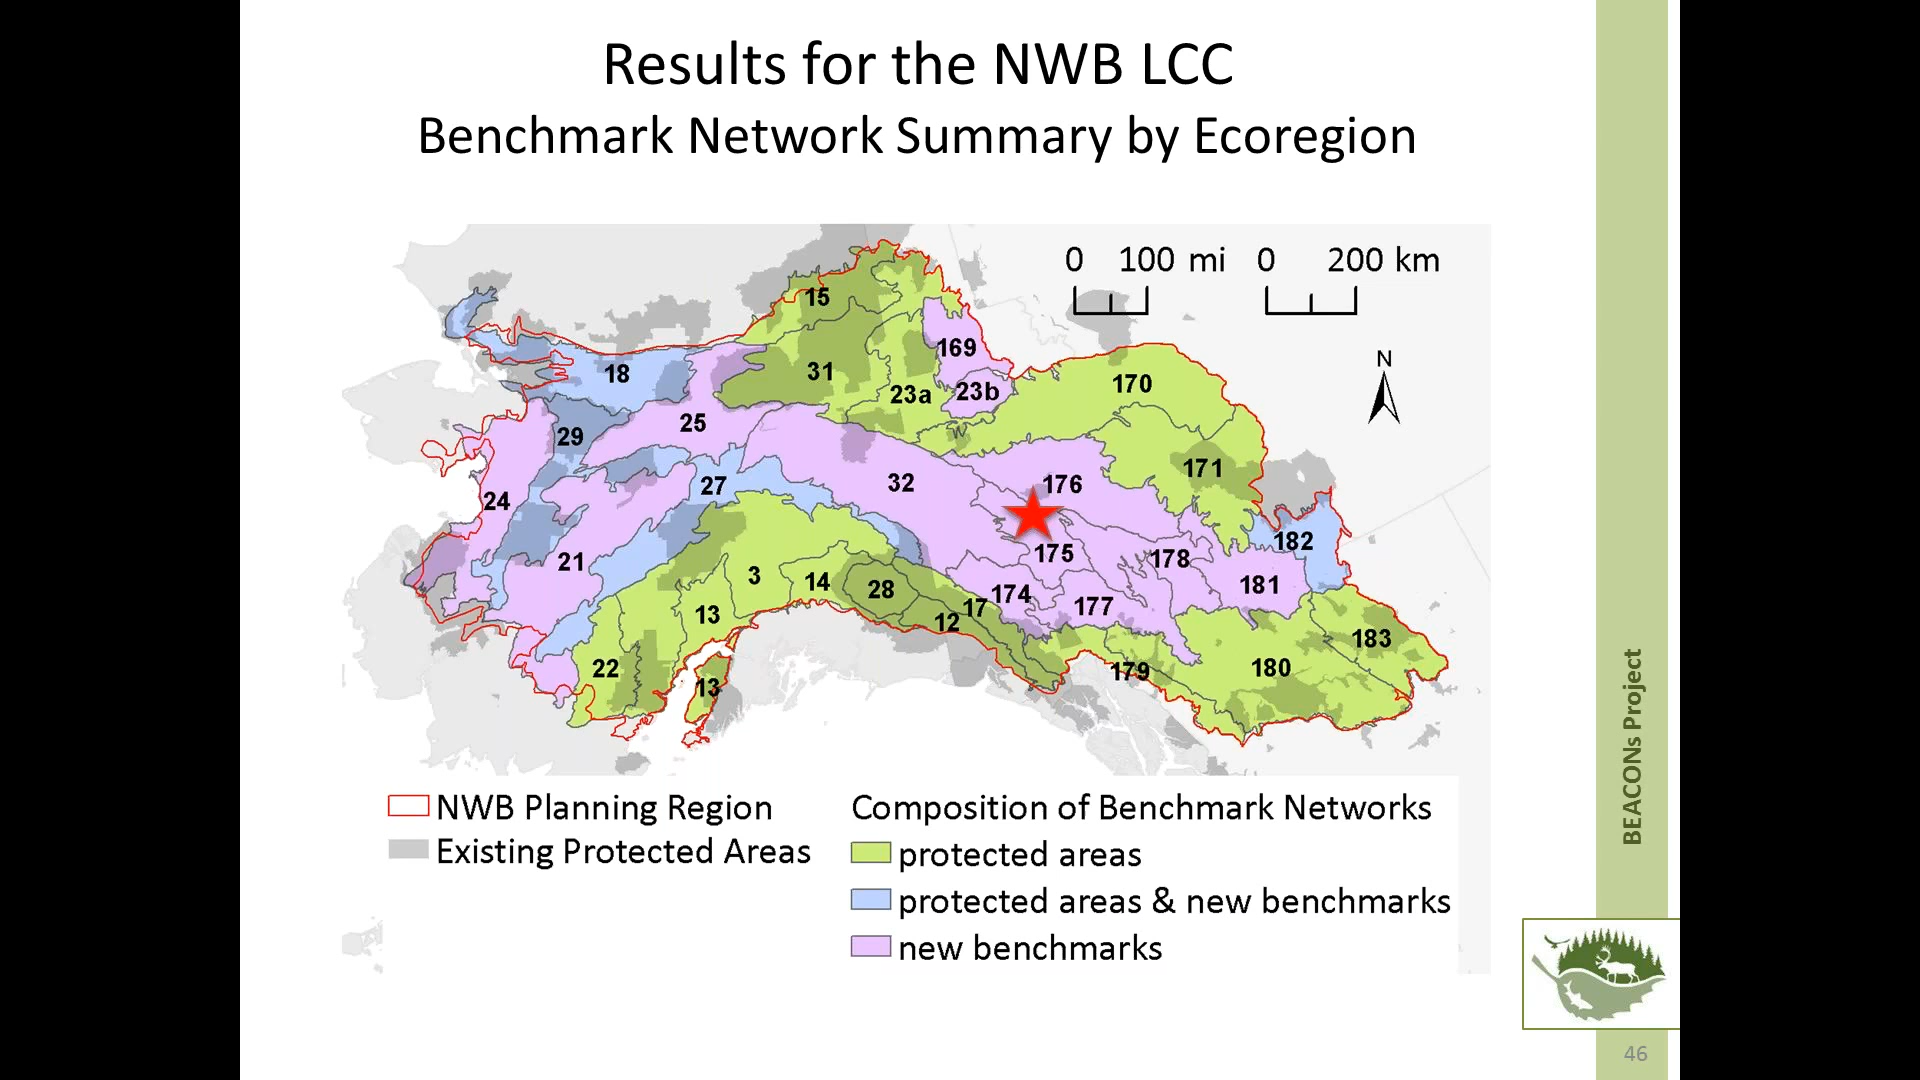 Results for the NWB LCC
Benchmark Network Summary by Ecoregion
0 100 mi 0 200 km
N
15
169
18
31
23a
23b
170
25
29
171
27
32
176
24
182
21
175
178
3
14
28
174
181
13
17
177
12
183
22
179
180
13
NWB Planning Region
Existing Protected Areas
Composition of Benchmark Networks
protected areas
protected areas & new benchmarks
new benchmarks
BEACONs Project
46